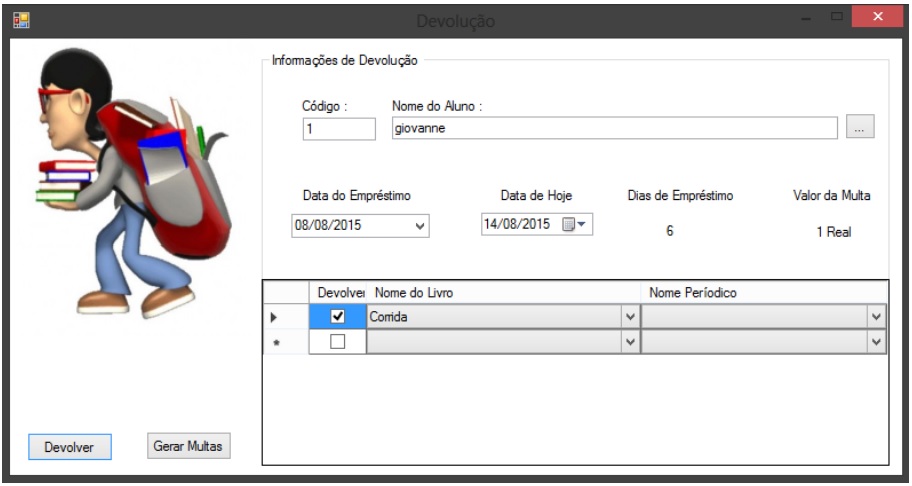 Devolução
Informações de Devolução
Código : Nome do Aluno :
1 giovanne ...
Data do Empréstimo Data de Hoje Dias de Empréstimo Valor da Multa
08/08/2015 14/08/2015 6 1 Real
Devolver Nome do Livro Nome Períodico
Corrida
Devolver Gerar Multas